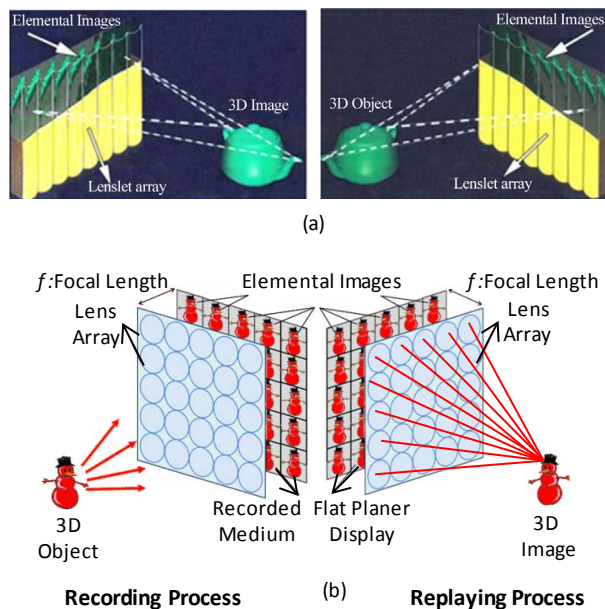 Elemental Images
3D Image
Lenslet array
Elemental Images
3D Object
Lenslet array
(a)
f:Focal Length
Lens
Array
Elemental Images
f:Focal Length
Lens
Array
3D
Object
Recorded
Medium
Flat Planer
Display
3D
Image
Recording Process
(b)
Replaying Process